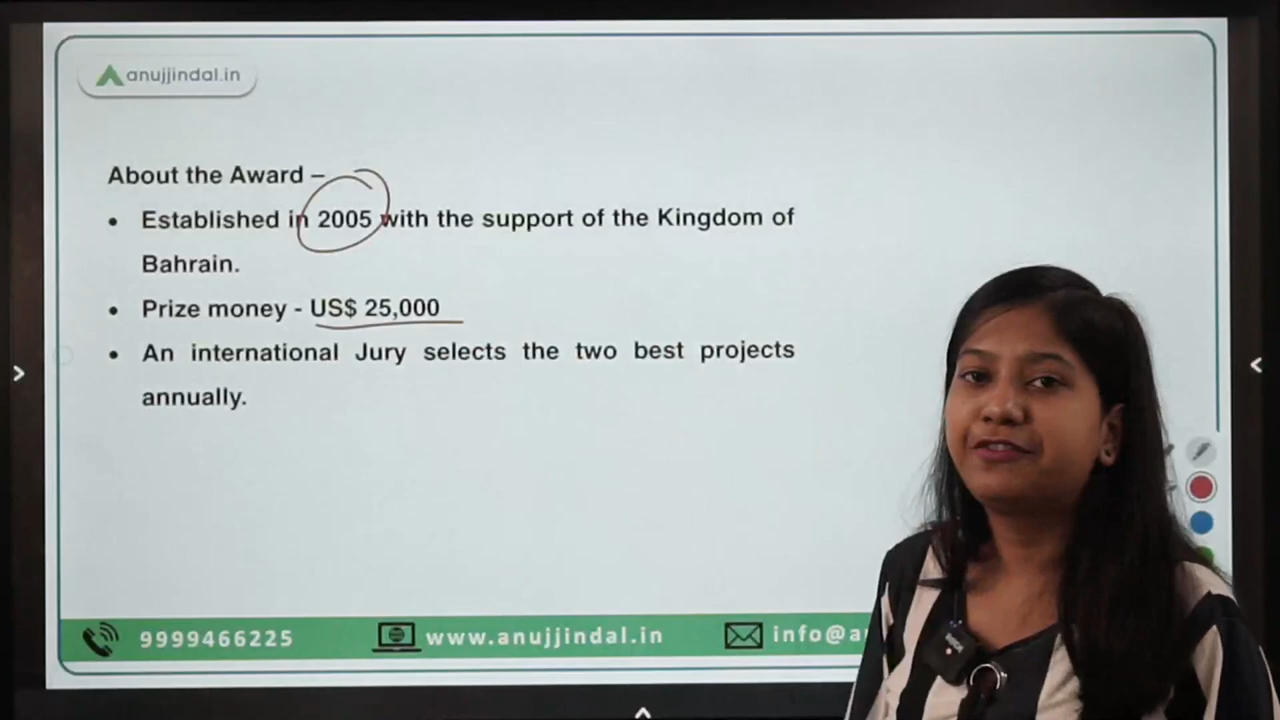 anujjindal.in
About the Award –
• Established in 2005 with the support of the Kingdom of
Bahrain.
• Prize money - US$ 25,000
• An international Jury selects the two best projects
annually.
9999466225 www.anujjindal.in info@a